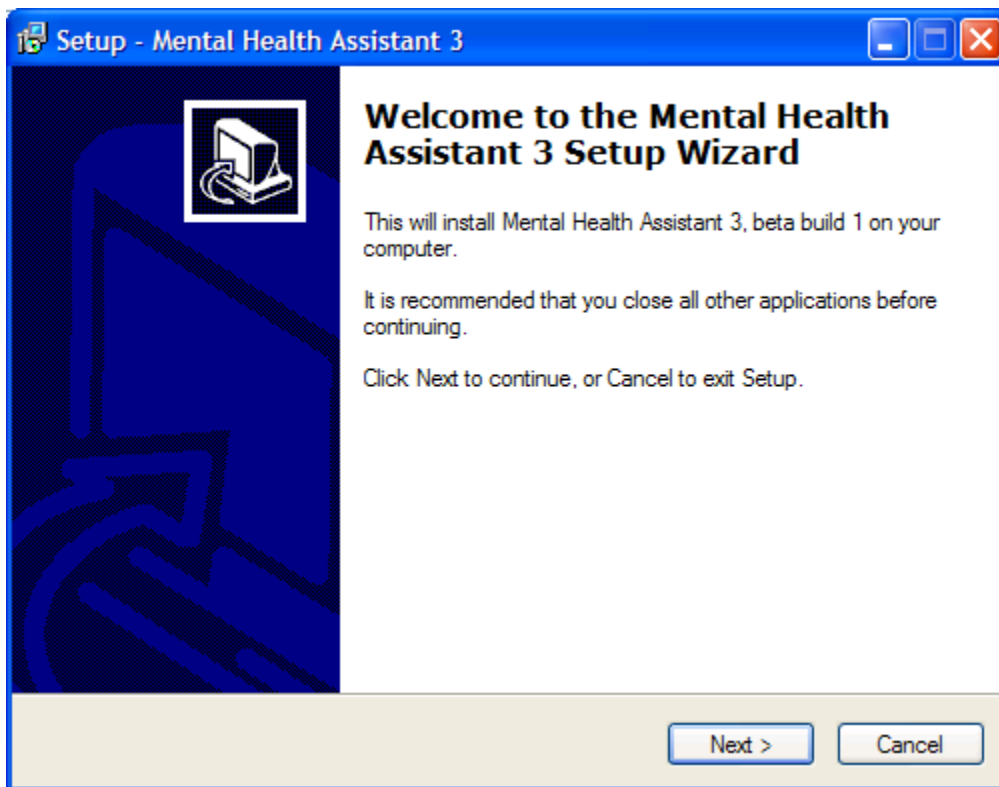 Setup - Mental Health Assistant 3
Welcome to the Mental Health
Assistant 3 Setup Wizard
This will install Mental Health Assistant 3, beta build 1 on your
computer.
It is recommended that you close all other applications before
continuing.
Click Next to continue, or Cancel to exit Setup.
Next >
Cancel